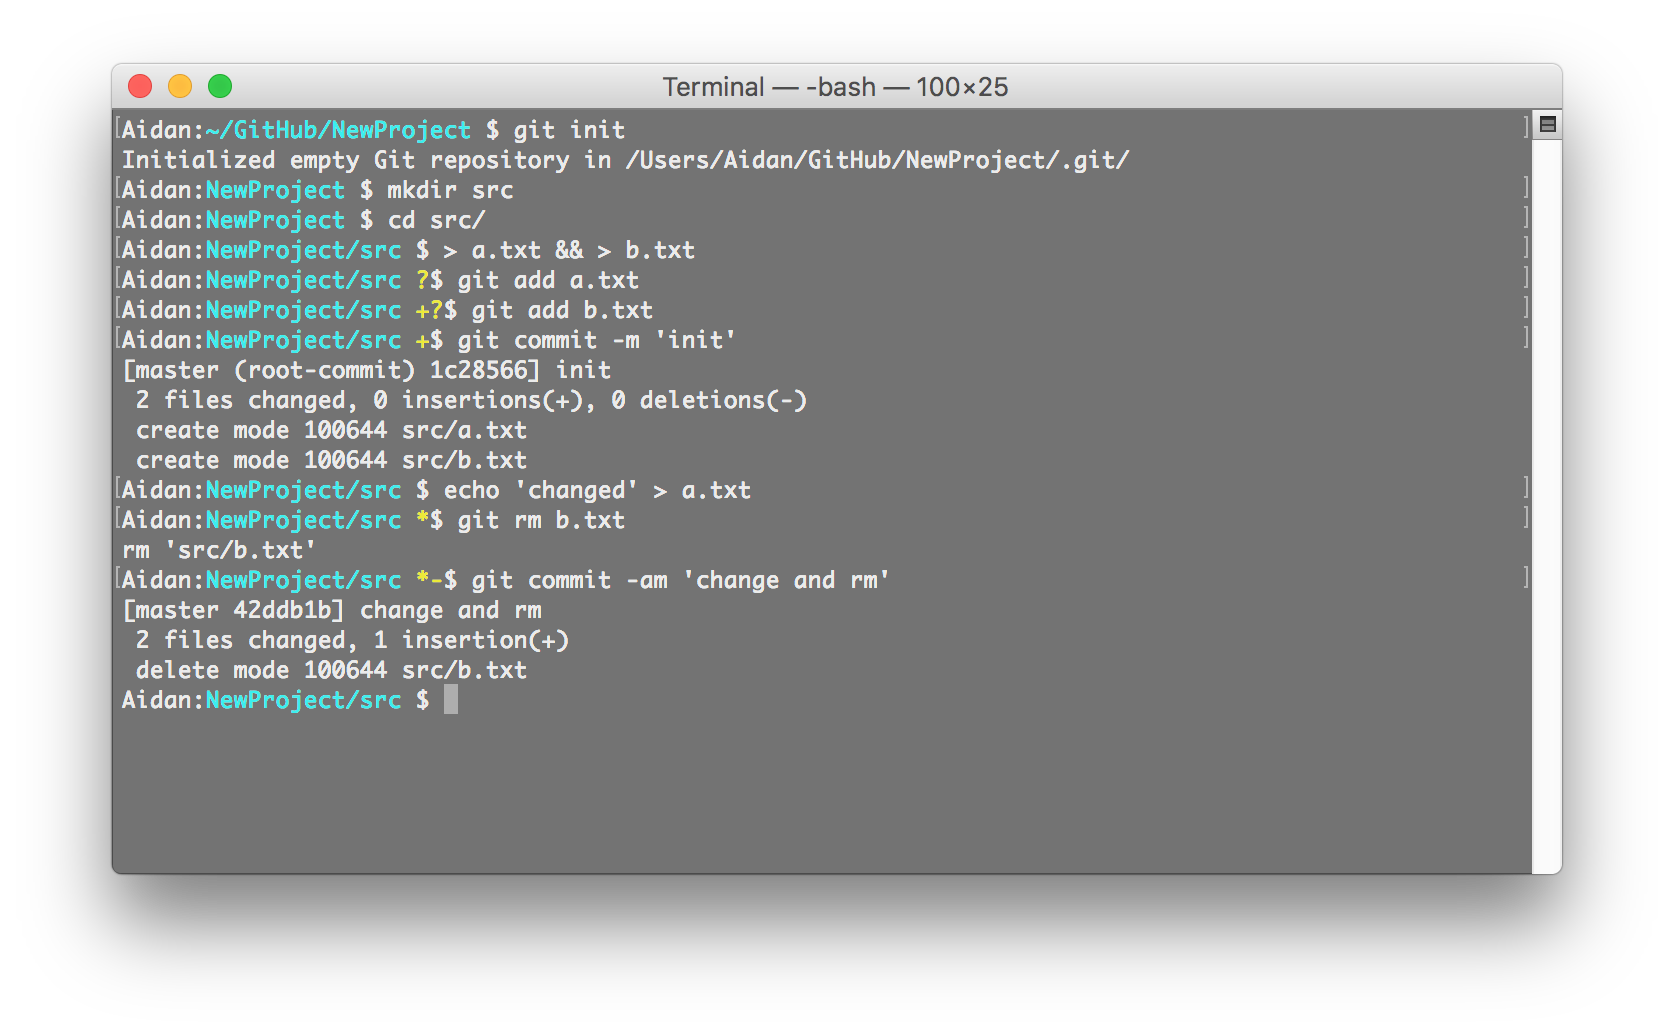 Terminal — -bash — 100×25
[Aidan:~/GitHub/NewProject $ git init ]
Initialized empty Git repository in /Users/Aidan/GitHub/NewProject/.git/
[Aidan:NewProject $ mkdir src ]
[Aidan:NewProject $ cd src/ ]
[Aidan:NewProject/src $ > a.txt && > b.txt ]
[Aidan:NewProject/src ?$ git add a.txt ]
[Aidan:NewProject/src +?$ git add b.txt ]
[Aidan:NewProject/src +$ git commit -m 'init' ]
[master (root-commit) 1c28566] init
 2 files changed, 0 insertions(+), 0 deletions(-)
 create mode 100644 src/a.txt
 create mode 100644 src/b.txt
[Aidan:NewProject/src $ echo 'changed' > a.txt ]
[Aidan:NewProject/src *$ git rm b.txt ]
rm 'src/b.txt'
[Aidan:NewProject/src *-$ git commit -am 'change and rm' ]
[master 42ddb1b] change and rm
 2 files changed, 1 insertion(+)
 delete mode 100644 src/b.txt
Aidan:NewProject/src $